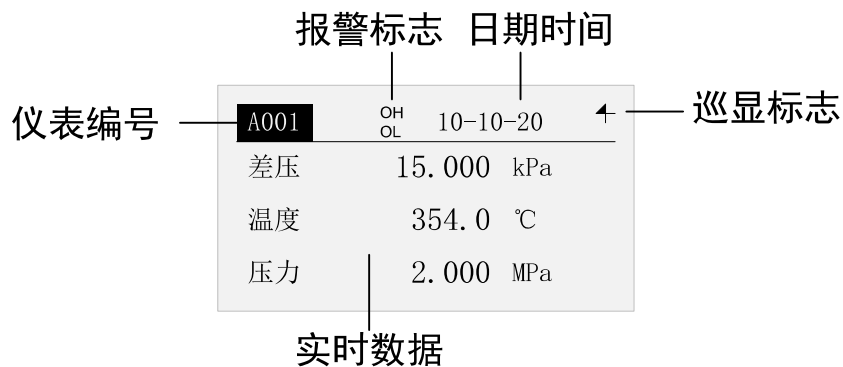 报警标志 日期时间
仪表编号 A001 OH OL 10-10-20 巡显标志
差压 15.000 kPa
温度 354.0 ℃
压力 2.000 MPa
实时数据